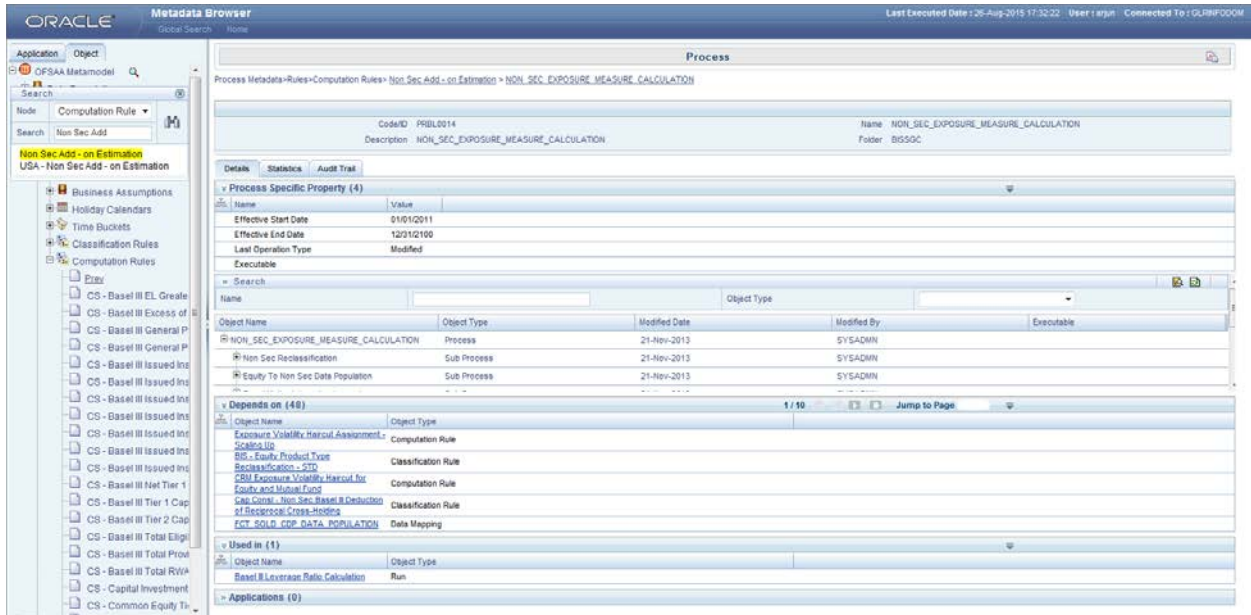 ORACLE
Metadata Browser
Global Search Home
Last Executed Date : 26-Aug-2015 17:32:22 User : arjun Connected To :
Application Object
OFSAA Metamodel
Search
Node Computation Rule
Search Non Sec Add
Non Sec Add - on Estimation
USA - Non Sec Add - on Estimation
Business Assumptions
Holiday Calendars
Time Buckets
Classification Rules
Computation Rules
Prev
CS - Basel III EL Greate
CS - Basel III Excess of
CS - Basel III General P
CS - Basel III General P
CS - Basel III Issued Ins
CS - Basel III Issued Ins
CS - Basel III Issued Ins
CS - Basel III Issued Ins
CS - Basel III Issued Ins
CS - Basel III Issued Ins
CS - Basel III Issued Ins
CS - Basel III Net Tier 1
CS - Basel III Tier 1 Cap
CS - Basel III Tier 2 Cap
CS - Basel III Total Eligi
CS - Basel III Total Provi
CS - Basel III Total RWA
CS - Capital Investment
CS - Common Equity Tie
Process
Process Metadata>Rules>Computation Rules> Non Sec Add - on Estimation > NON_SEC_EXPOSURE_MEASURE_CALCULATION
Code/ID PRBL0014
Name NON_SEC_EXPOSURE_MEASURE_CALCULATION
Description NON_SEC_EXPOSURE_MEASURE_CALCULATION
Folder BISSGC
Details Statistics Audit Trail
Process Specific Property (4)
Name Value
Effective Start Date 01/01/2011
Effective End Date 12/31/2100
Last Operation Type Modified
Executable
Search
Name Object Type
Object Name Object Type Modified Date Modified By Executable
NON_SEC_EXPOSURE_MEASURE_CALCULATION Process 21-Nov-2013 SYSADMN
Non Sec Reclassification Sub Process 21-Nov-2013 SYSADMN
Equity To Non Sec Data Population Sub Process 21-Nov-2013 SYSADMN
Depends on (48) 1 / 10 Jump to Page
Object Name Object Type
Exposure Volatility Haircut Assignment - Scaling Up Computation Rule
BIS - Equity Product Type Reclassification - STD Classification Rule
CRM Exposure Volatility Haircut for Equity and Mutual Fund Computation Rule
Cap Consl - Non Sec Basel II Deduction of Reciprocal Cross-Holding Classification Rule
FCT_SOLD_CDP_DATA_POPULATION Data Mapping
Used in (1)
Object Name Object Type
Basel III Leverage Ratio Calculation Run
Applications (0)